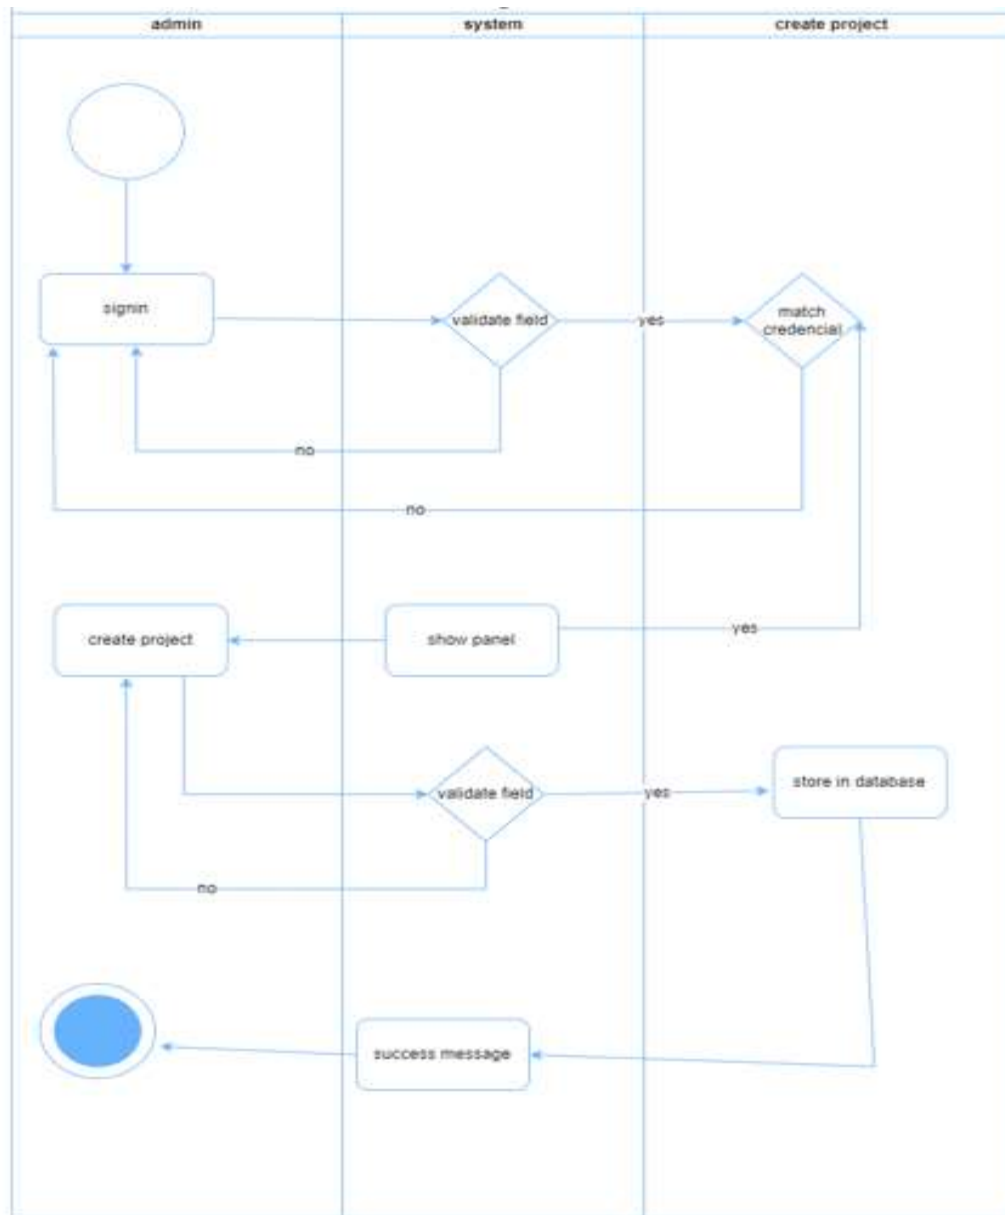 admin
system
create project
signin
validate field
yes
match
credencial
no
no
create project
show panel
yes
validate field
yes
store in database
no
success message